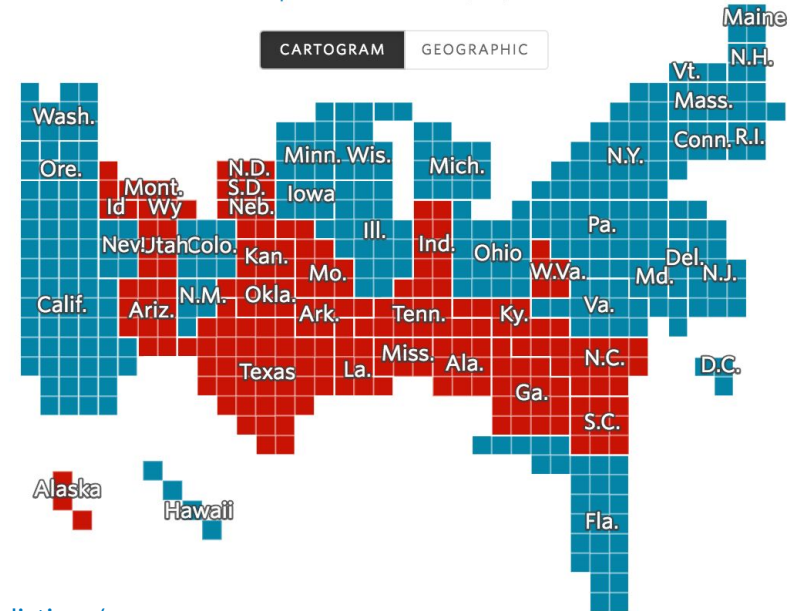 Maine
CARTOGRAM GEOGRAPHIC
N.H.
Vt.
Mass.
Wash.
Conn. R.I.
Minn. Wis.
N.Y.
Mich.
Ore.
N.D.
Mont.
S.D.
Iowa
Id Wy
Neb.
Pa.
Ill.
Nev. Utah Colo.
Ind.
Kan.
Ohio
Del.
Mo.
W.Va.
Md.
N.J.
N.M.
Okla.
Calif.
Va.
Ariz.
Ark.
Tenn.
Ky.
Miss.
N.C.
Ala.
D.C.
Texas
La.
Ga.
S.C.
Alaska
Hawaii
Fla.